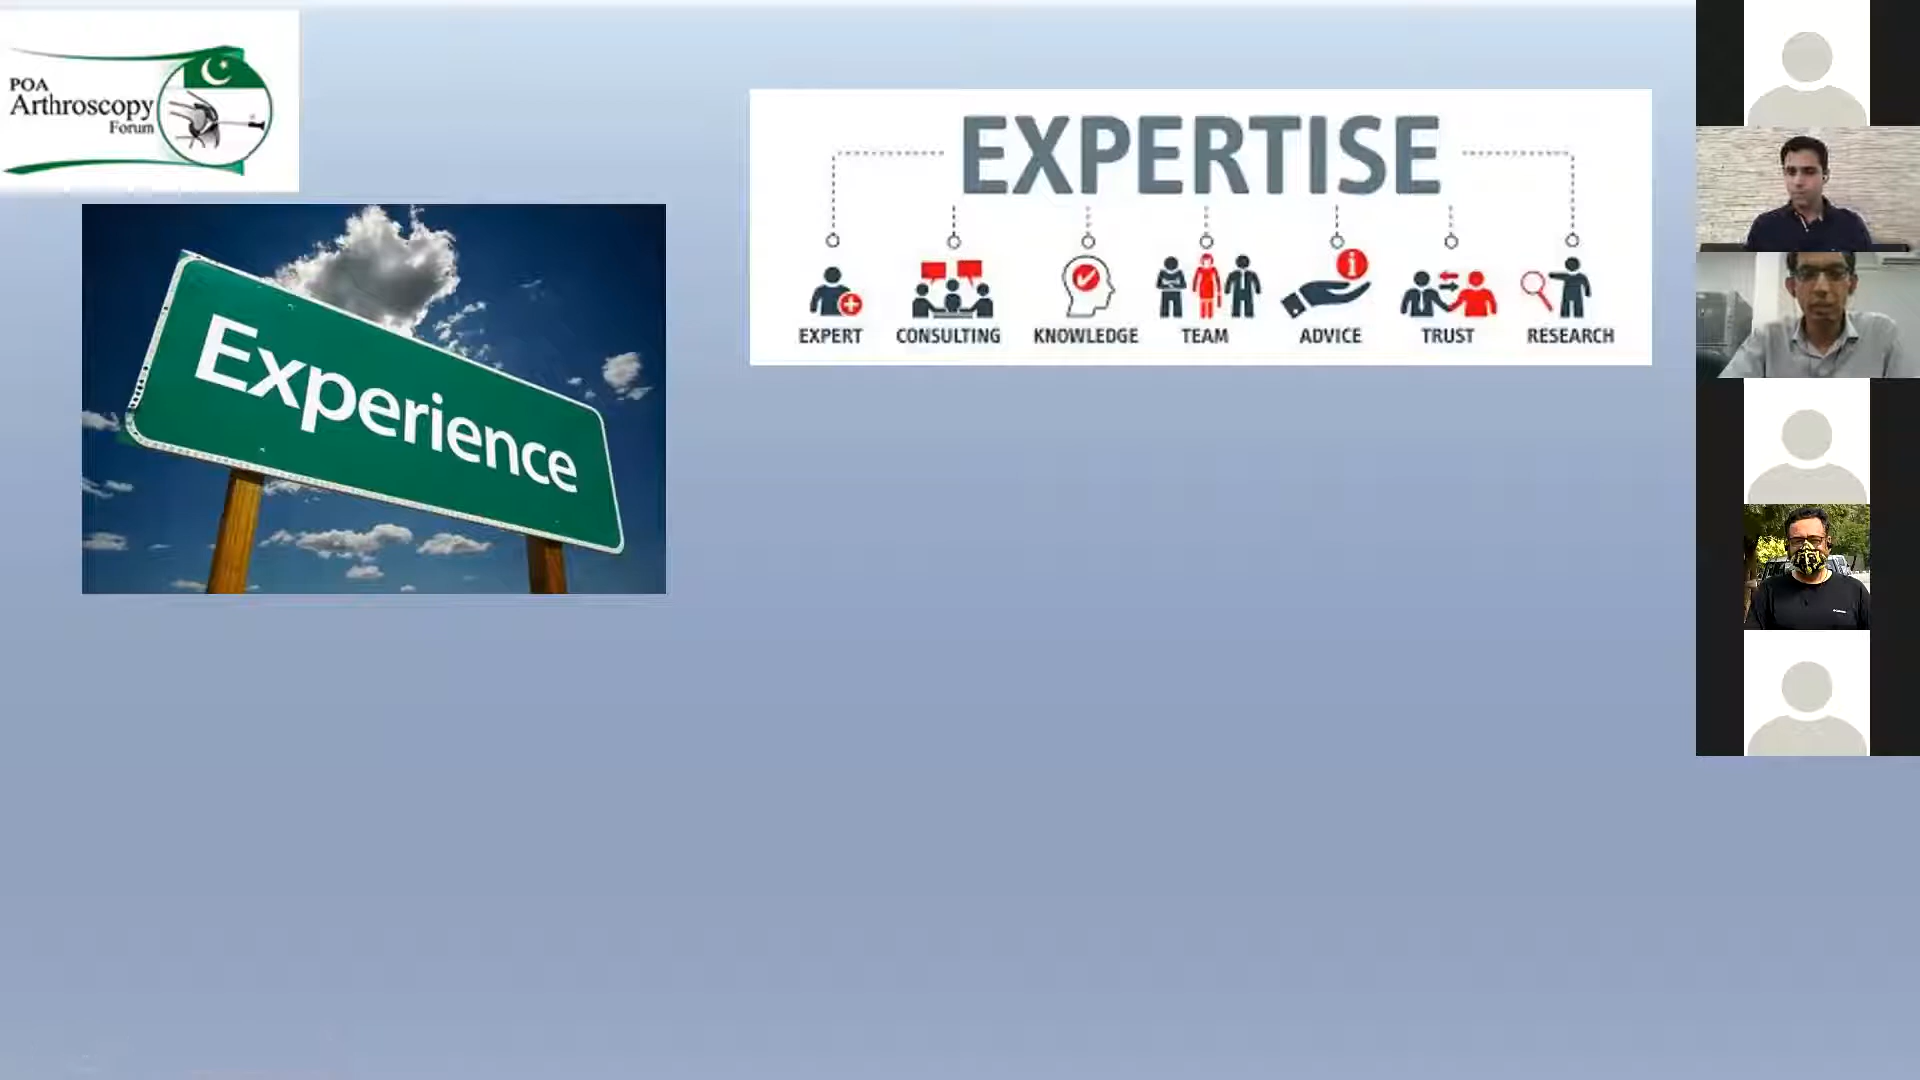 POA
Arthroscopy
Forum
Experience
EXPERTISE
EXPERT CONSULTING KNOWLEDGE TEAM ADVICE TRUST RESEARCH